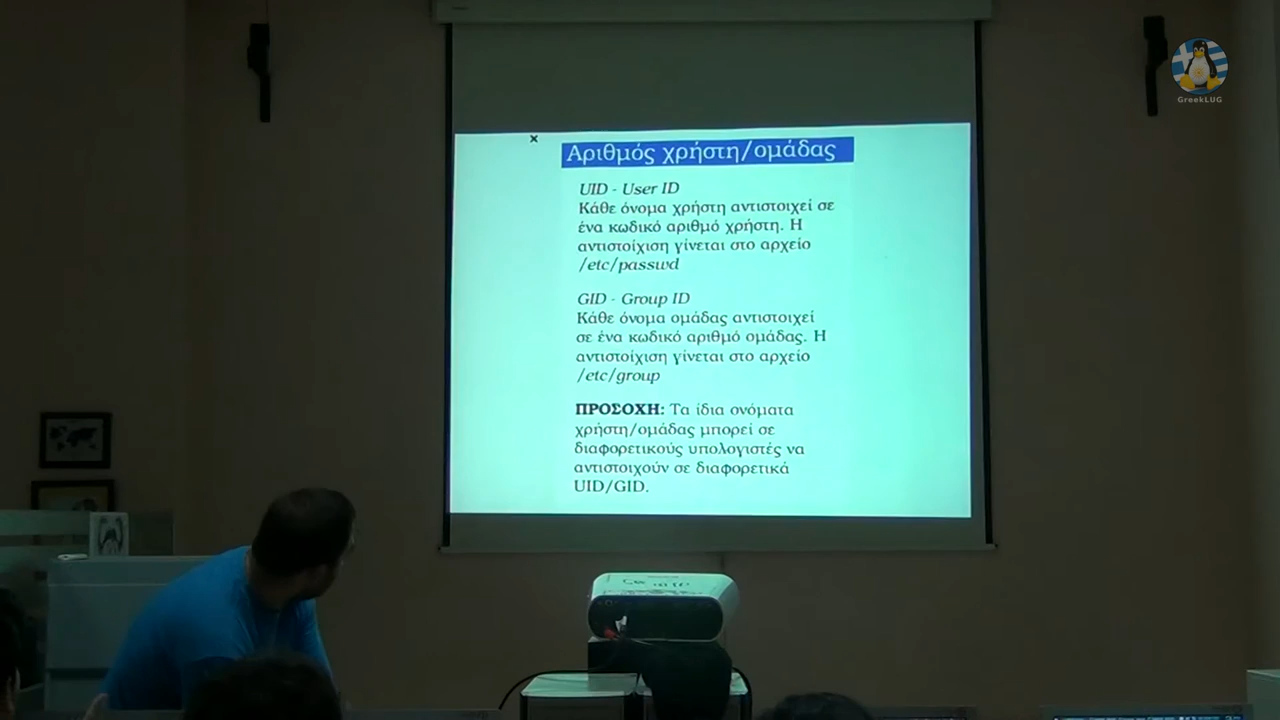 GreekLUG
Αριθμός χρήστη/ομάδας
UID - User ID
Κάθε όνομα χρήστη αντιστοιχεί σε
ένα κωδικό αριθμό χρήστη. Η
αντιστοίχιση γίνεται στο αρχείο
/etc/passwd
GID - Group ID
Κάθε όνομα ομάδας αντιστοιχεί
σε ένα κωδικό αριθμό ομάδας. Η
αντιστοίχιση γίνεται στο αρχείο
/etc/group
ΠΡΟΣΟΧΗ: Τα ίδια ονόματα
χρήστη/ομάδας μπορεί σε
διαφορετικούς υπολογιστές να
αντιστοιχούν σε διαφορετικά
UID/GID.